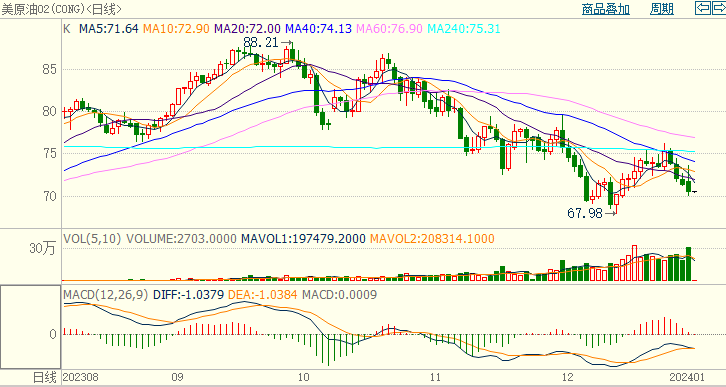 美原油02(CONG)<日线> 商品叠加 周期
K MA5:71.64 MA10:72.90 MA20:72.00 MA40:74.13 MA60:76.90 MA240:75.31
88.21
85
80
75
70
67.98
VOL(5,10) VOLUME:2703.0000 MAVOL1:197479.2000 MAVOL2:208314.1000
30万
MACD(12,26,9) DIFF:-1.0379 DEA:-1.0384 MACD:0.0009
0
日线 202308 09 10 11 12 202401